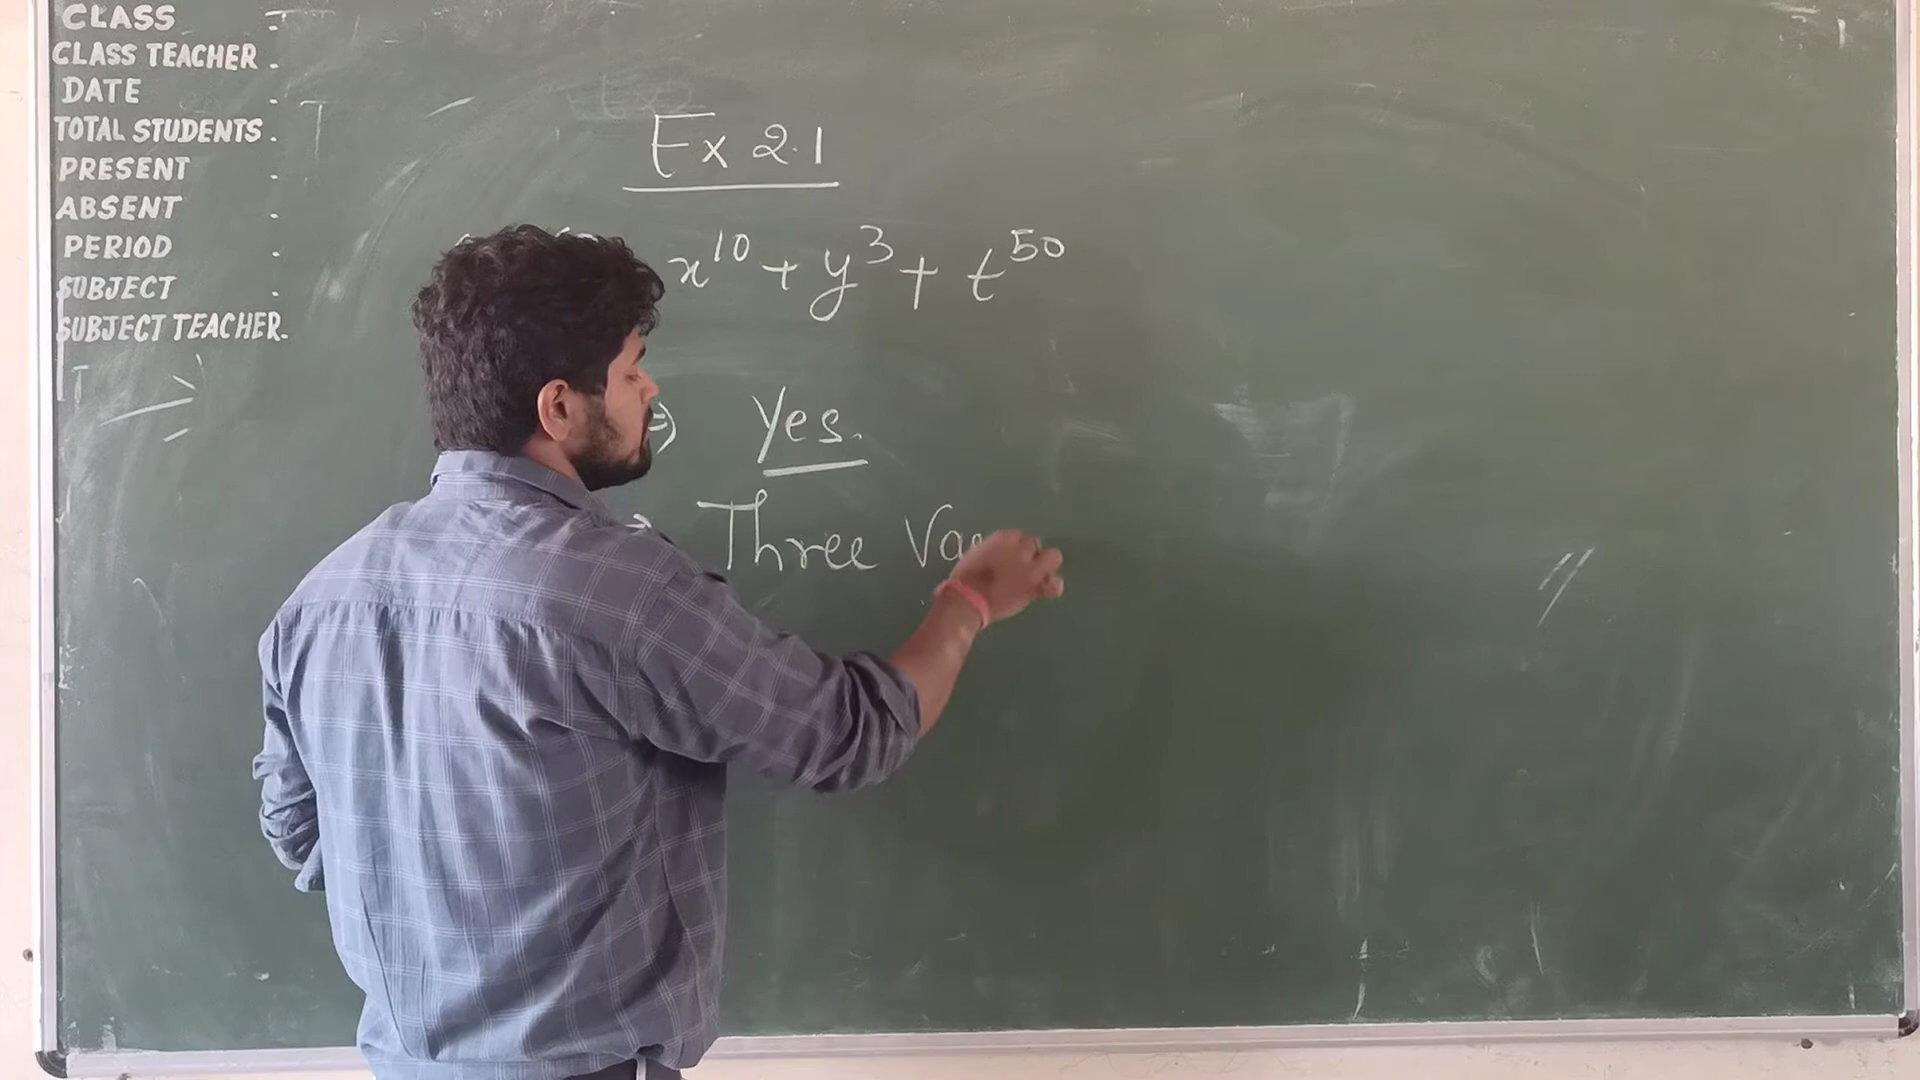 CLASS -
CLASS TEACHER .
DATE .
TOTAL STUDENTS .
PRESENT .
ABSENT .
PERIOD .
SUBJECT .
SUBJECT TEACHER.
Ex 2.1
x¹⁰ + y³ + t⁵⁰
⇒ Yes.
→ Three Va